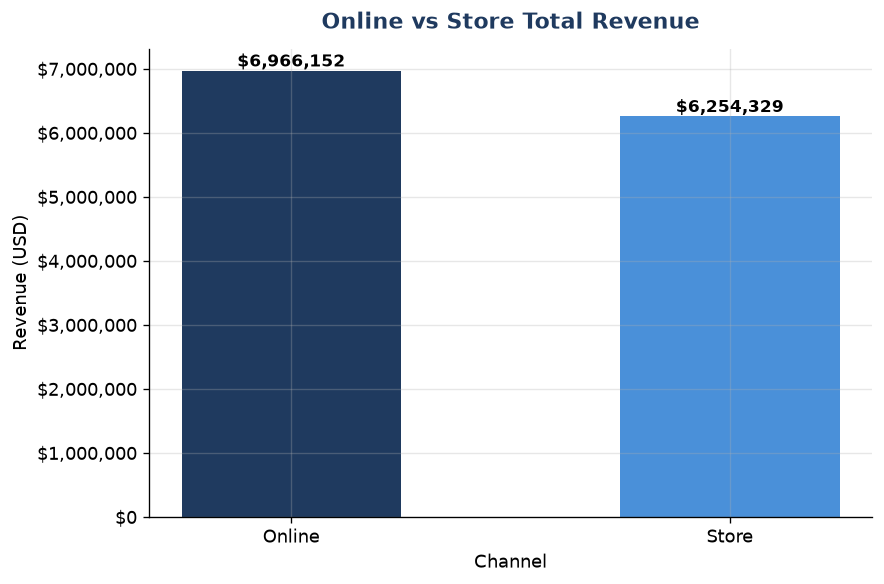 Online vs Store Total Revenue
$6,966,152
$6,254,329
$7,000,000
$6,000,000
$5,000,000
$4,000,000
$3,000,000
$2,000,000
$1,000,000
$0
Revenue (USD)
Online
Store
Channel